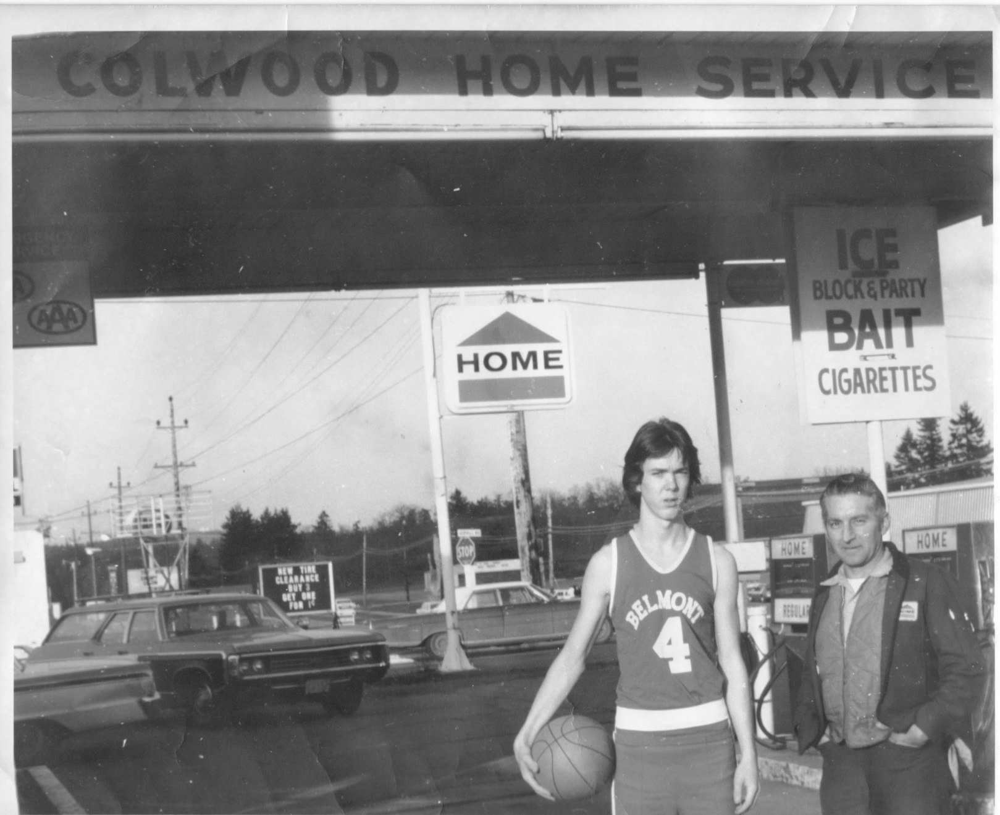 COLWOOD HOME SERVICE
AAA
HOME
ICE
BLOCK & PARTY
BAIT
CIGARETTES
STOP
NEW TIRE
CLEARANCE
BUY 3
GET ONE
FOR 1¢
HOME
HOME
REGULAR
BELMONT
4